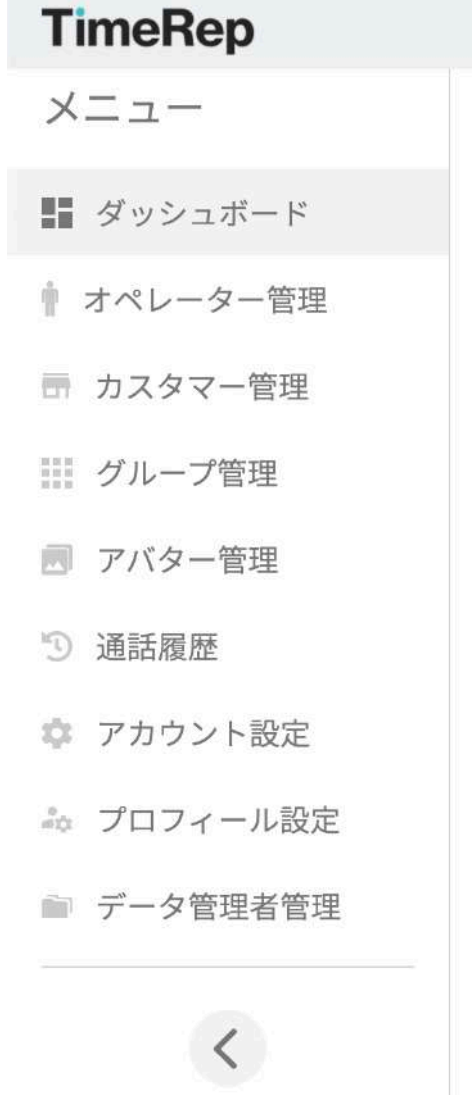 TimeRep
メニュー
ダッシュボード
オペレーター管理
カスタマー管理
グループ管理
アバター管理
通話履歴
アカウント設定
プロフィール設定
データ管理者管理